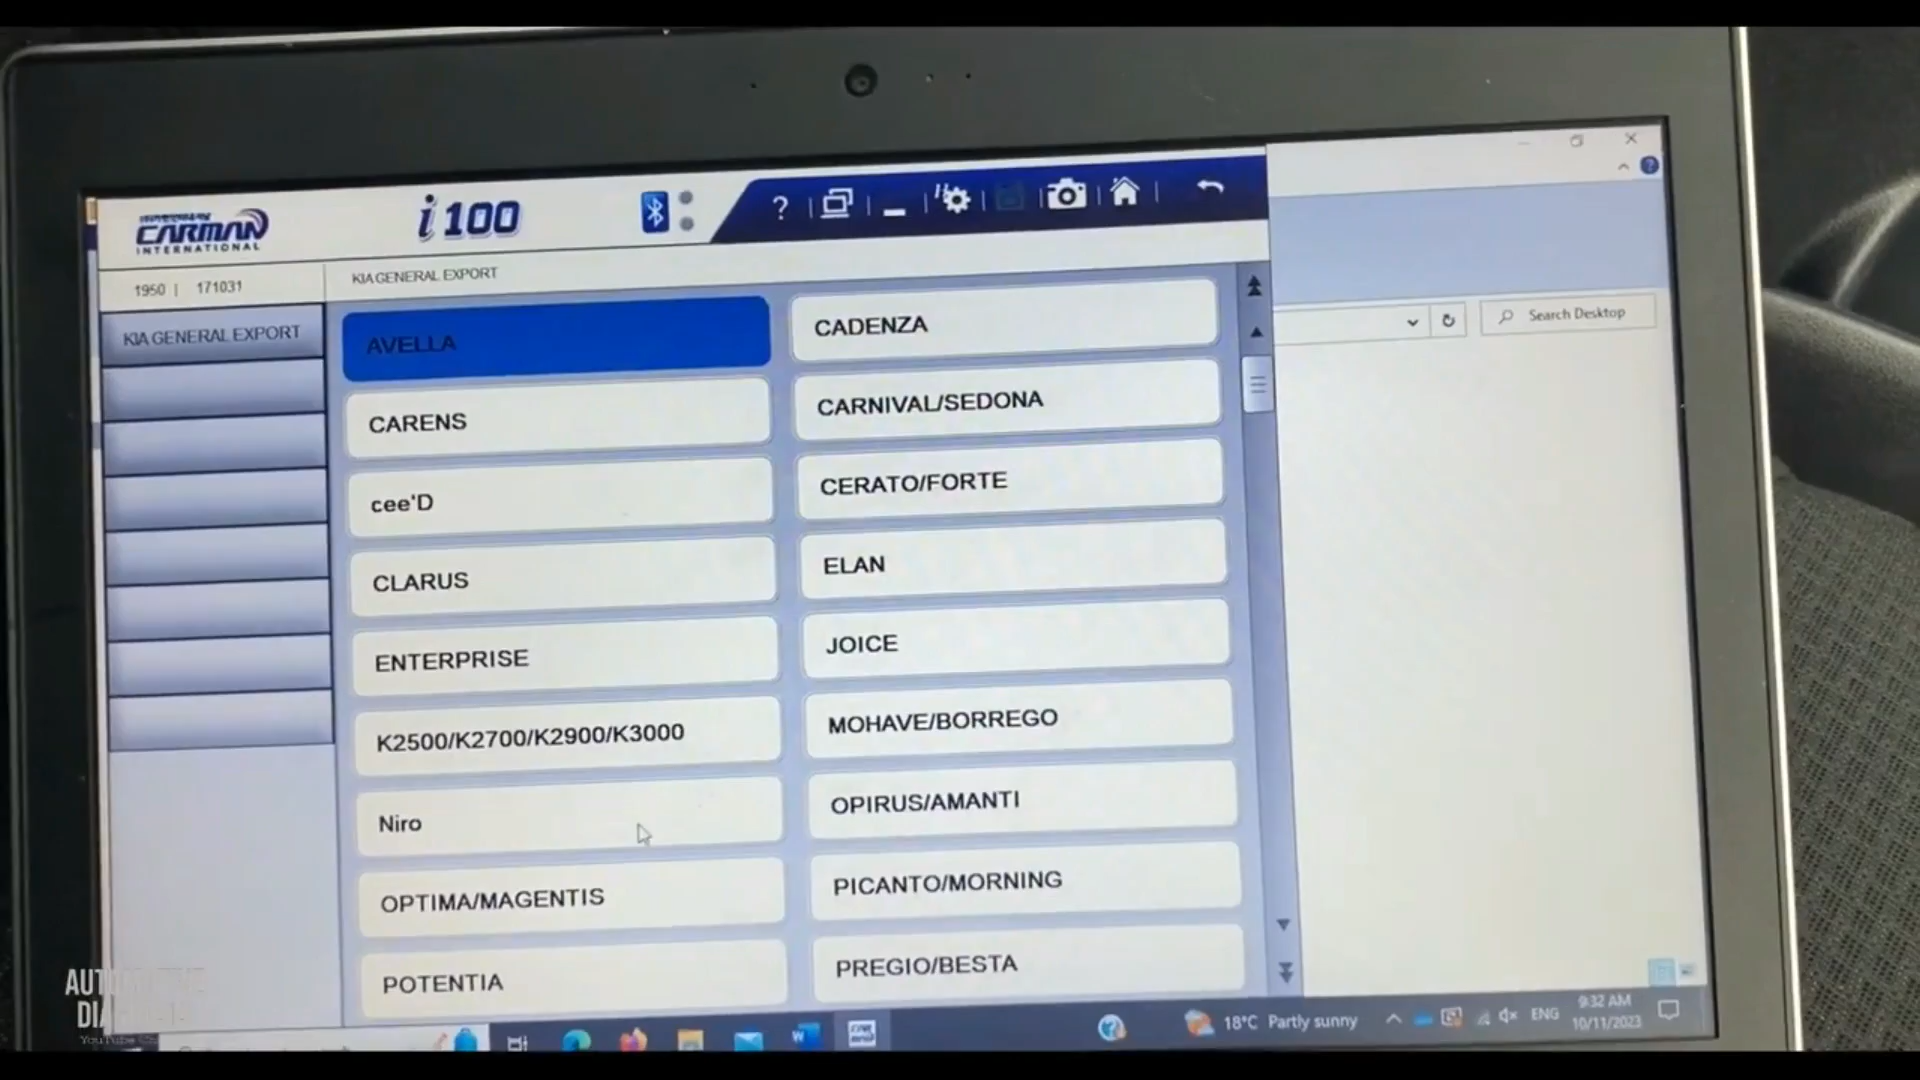 CARMAN
INTERNATIONAL
i 100
?
1950 | 171031
KIA GENERAL EXPORT
KIA GENERAL EXPORT
AVELLA
CADENZA
CARENS
CARNIVAL/SEDONA
cee'D
CERATO/FORTE
CLARUS
ELAN
ENTERPRISE
JOICE
K2500/K2700/K2900/K3000
MOHAVE/BORREGO
Niro
OPIRUS/AMANTI
OPTIMA/MAGENTIS
PICANTO/MORNING
POTENTIA
PREGIO/BESTA
Search Desktop
18°C Partly sunny
ENG
9:32 AM
10/11/2023
YouTube